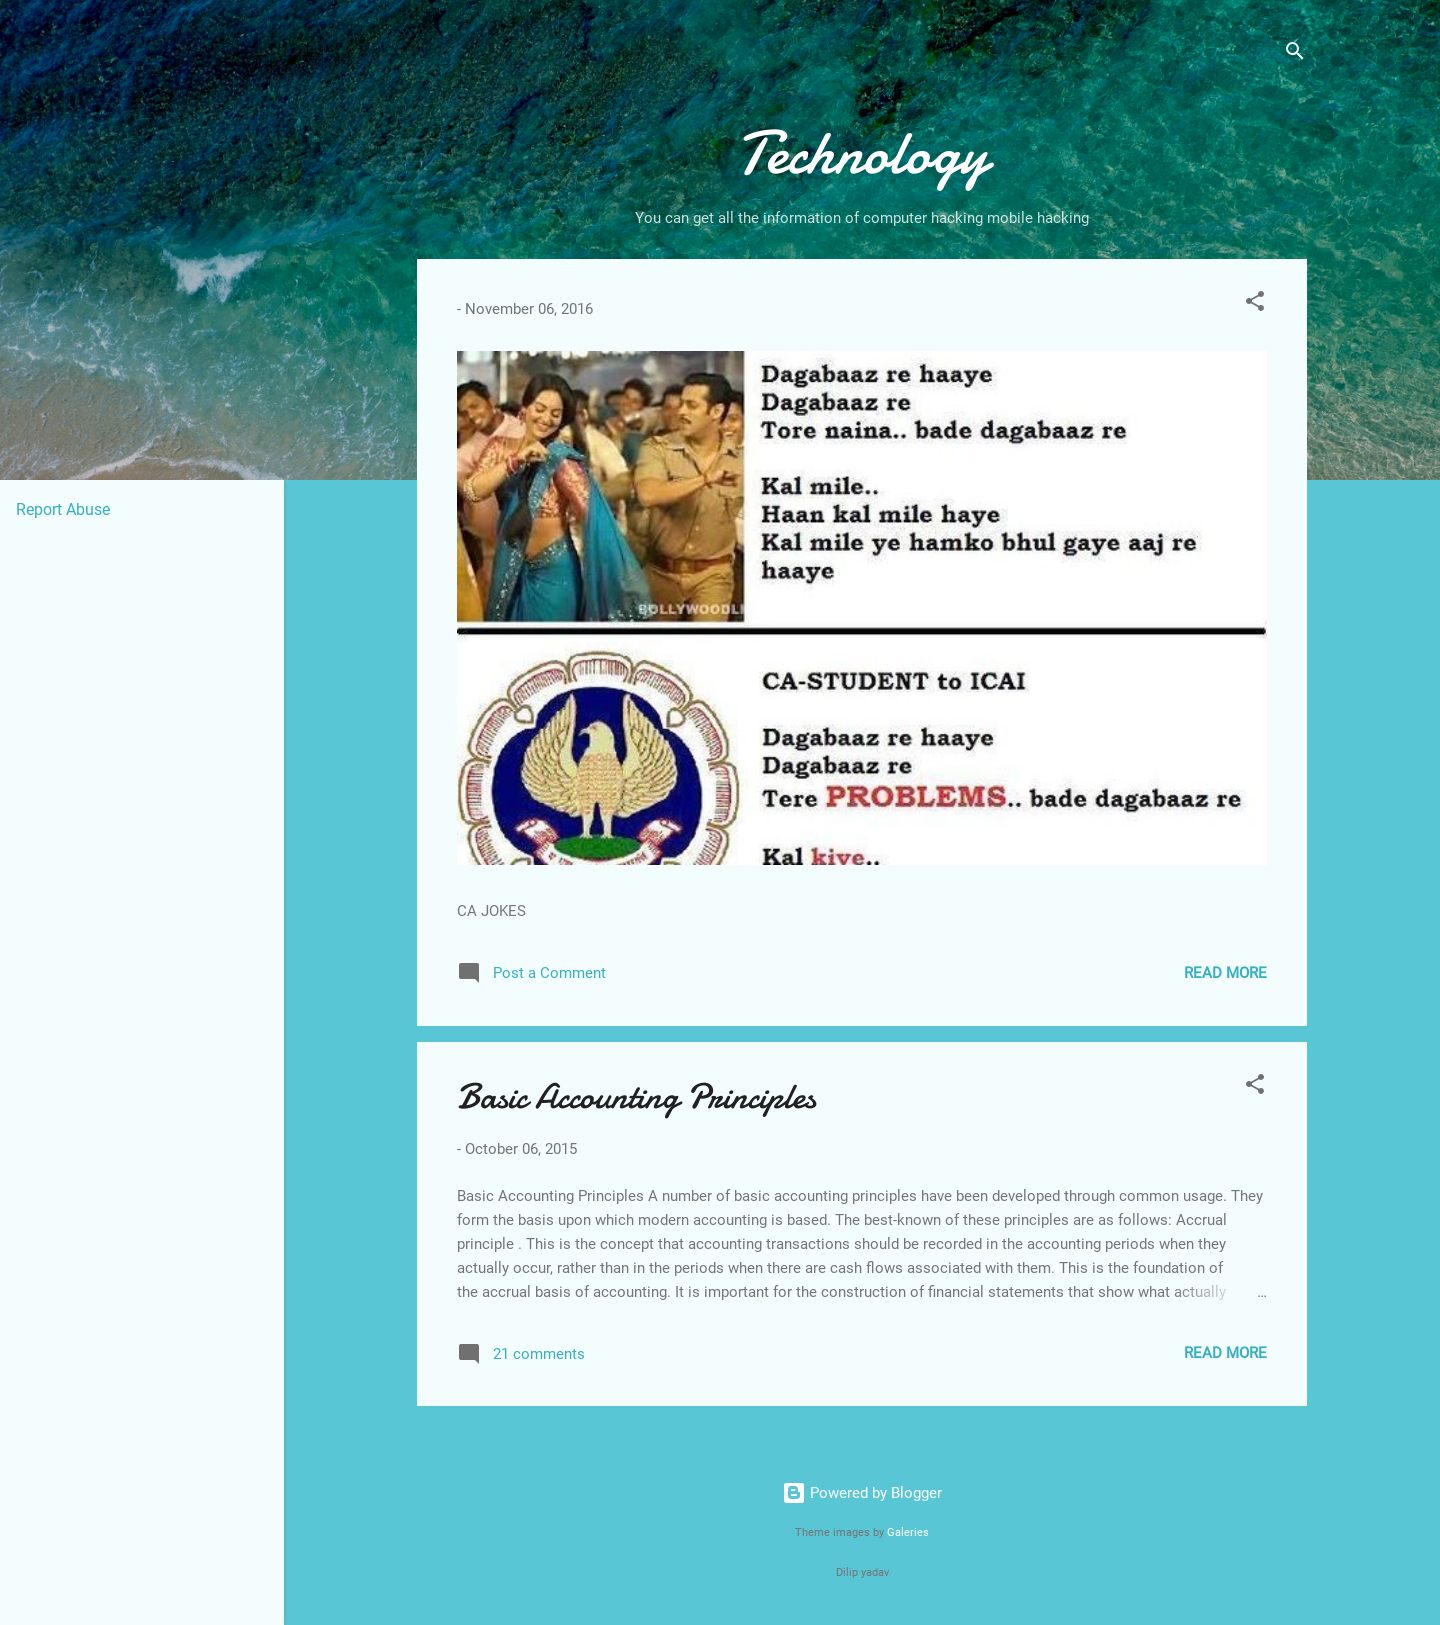 Technology
You can get all the information of computer hacking mobile hacking
- November 06, 2016
Dagabaaz re haaye
Dagabaaz re
Tore naina.. bade dagabaaz re
Kal mile..
Haan kal mile haye
Kal mile ye hamko bhul gaye aaj re
haaye
BOLLYWOODLI
CA-STUDENT to ICAI
Dagabaaz re haaye
Dagabaaz re
Tere PROBLEMS.. bade dagabaaz re
Kal kiye..
CA JOKES
Post a Comment
READ MORE
Report Abuse
Basic Accounting Principles
- October 06, 2015
Basic Accounting Principles A number of basic accounting principles have been developed through common usage. They
form the basis upon which modern accounting is based. The best-known of these principles are as follows: Accrual
principle . This is the concept that accounting transactions should be recorded in the accounting periods when they
actually occur, rather than in the periods when there are cash flows associated with them. This is the foundation of
the accrual basis of accounting. It is important for the construction of financial statements that show what actually ...
21 comments
READ MORE
Powered by Blogger
Theme images by Galeries
Dilip yadav